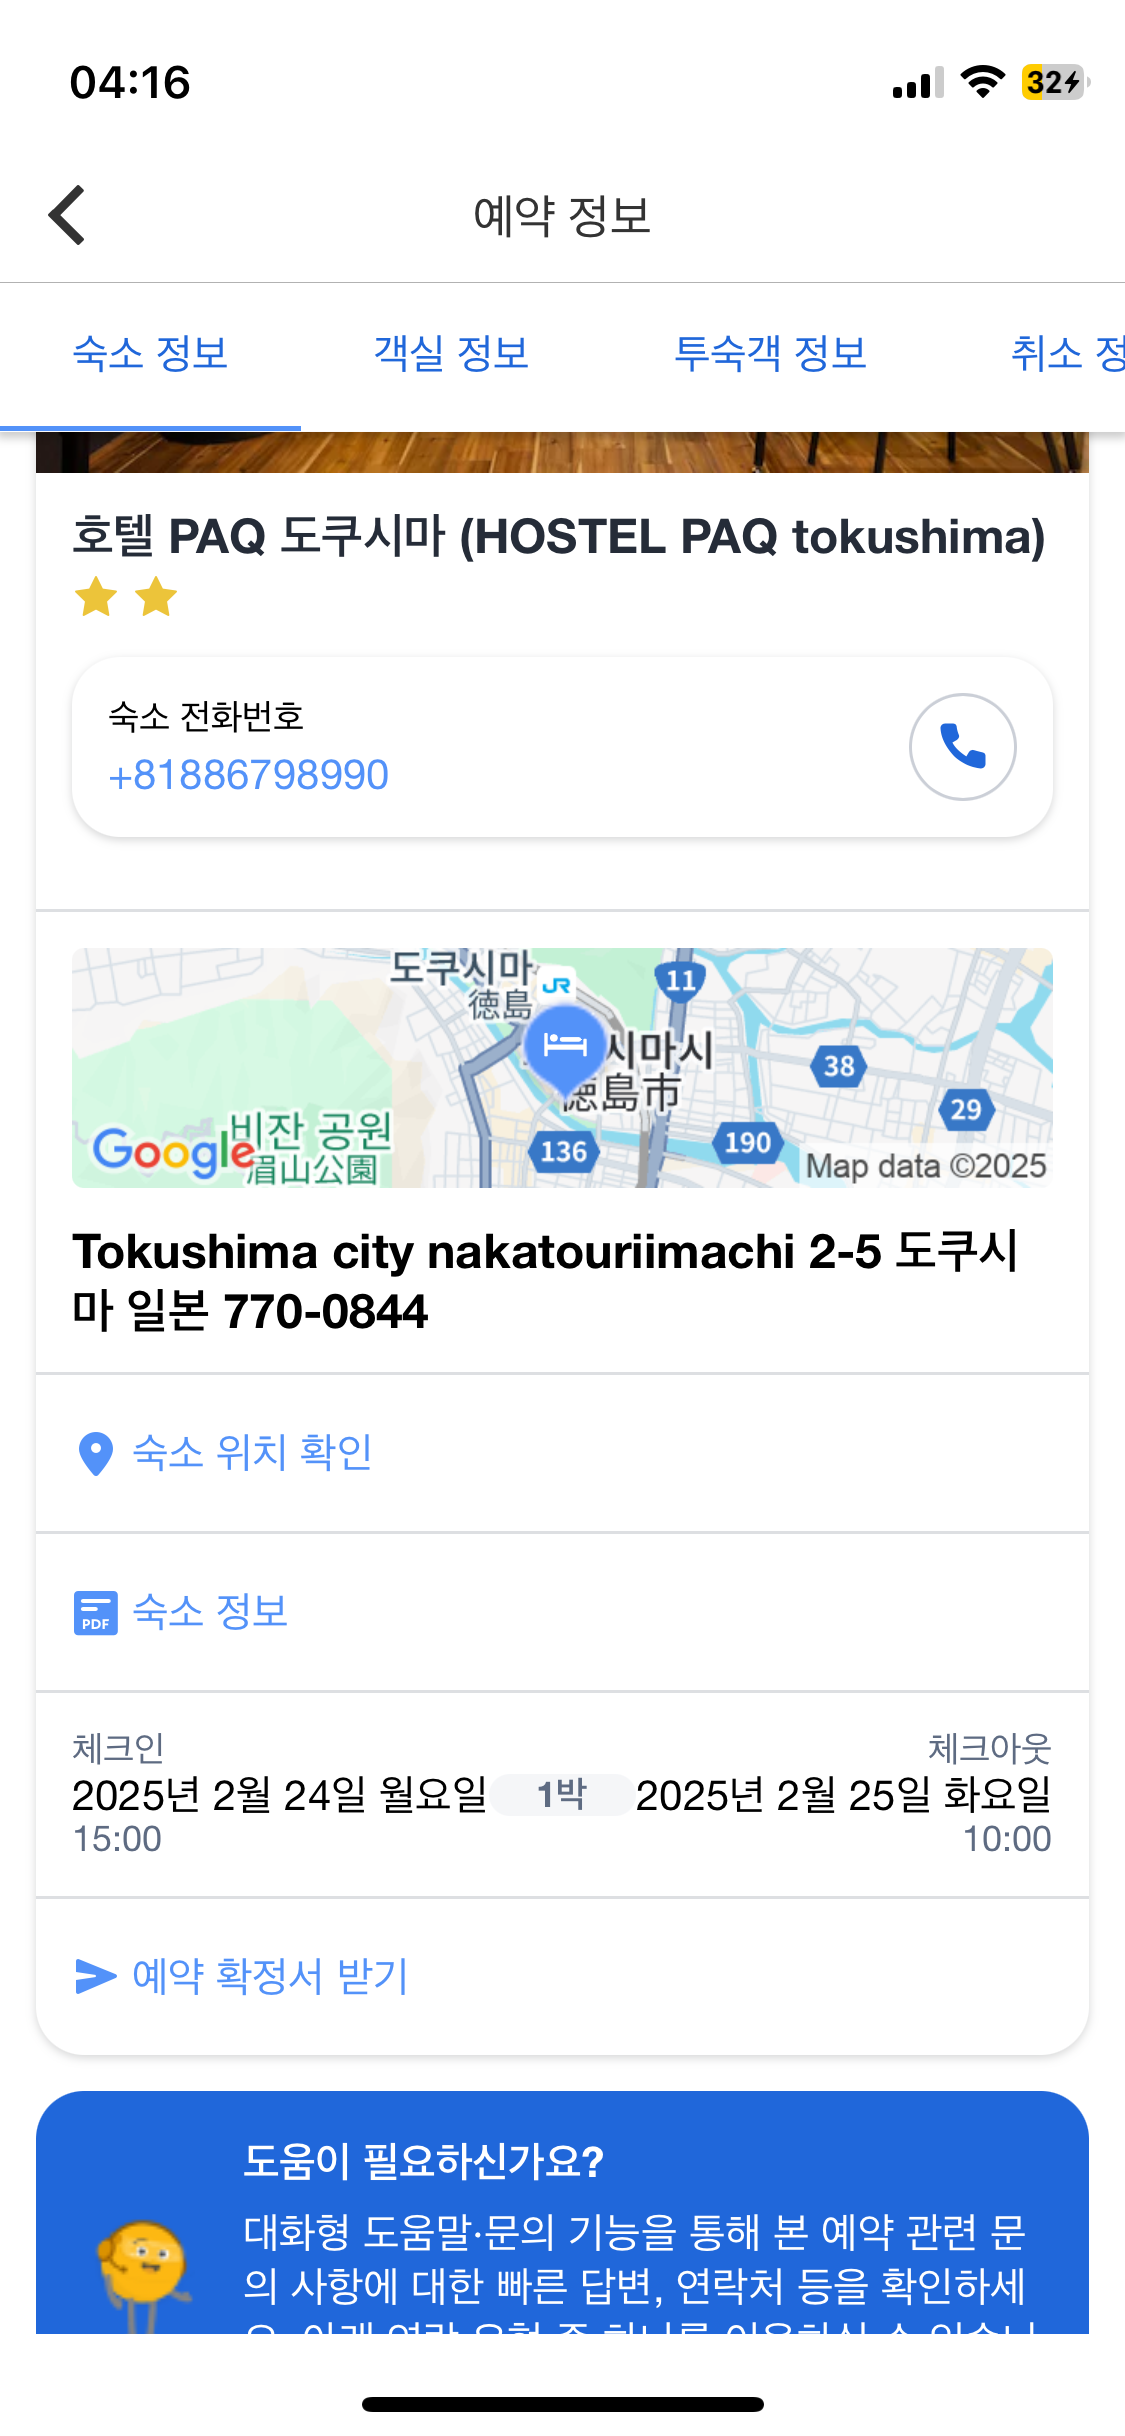 04:16
32
예약 정보
숙소 정보
객실 정보
투숙객 정보
취소 정
호텔 PAQ 도쿠시마 (HOSTEL PAQ tokushima)
숙소 전화번호
+81886798990
도쿠시마
徳島
JR
11
시마시
徳島市
38
29
비잔 공원
眉山公園
Google
136
190
Map data ©2025
Tokushima city nakatouriimachi 2-5 도쿠시
마 일본 770-0844
숙소 위치 확인
PDF
숙소 정보
체크인
체크아웃
2025년 2월 24일 월요일
1박
2025년 2월 25일 화요일
15:00
10:00
예약 확정서 받기
도움이 필요하신가요?
대화형 도움말·문의 기능을 통해 본 예약 관련 문
의 사항에 대한 빠른 답변, 연락처 등을 확인하세